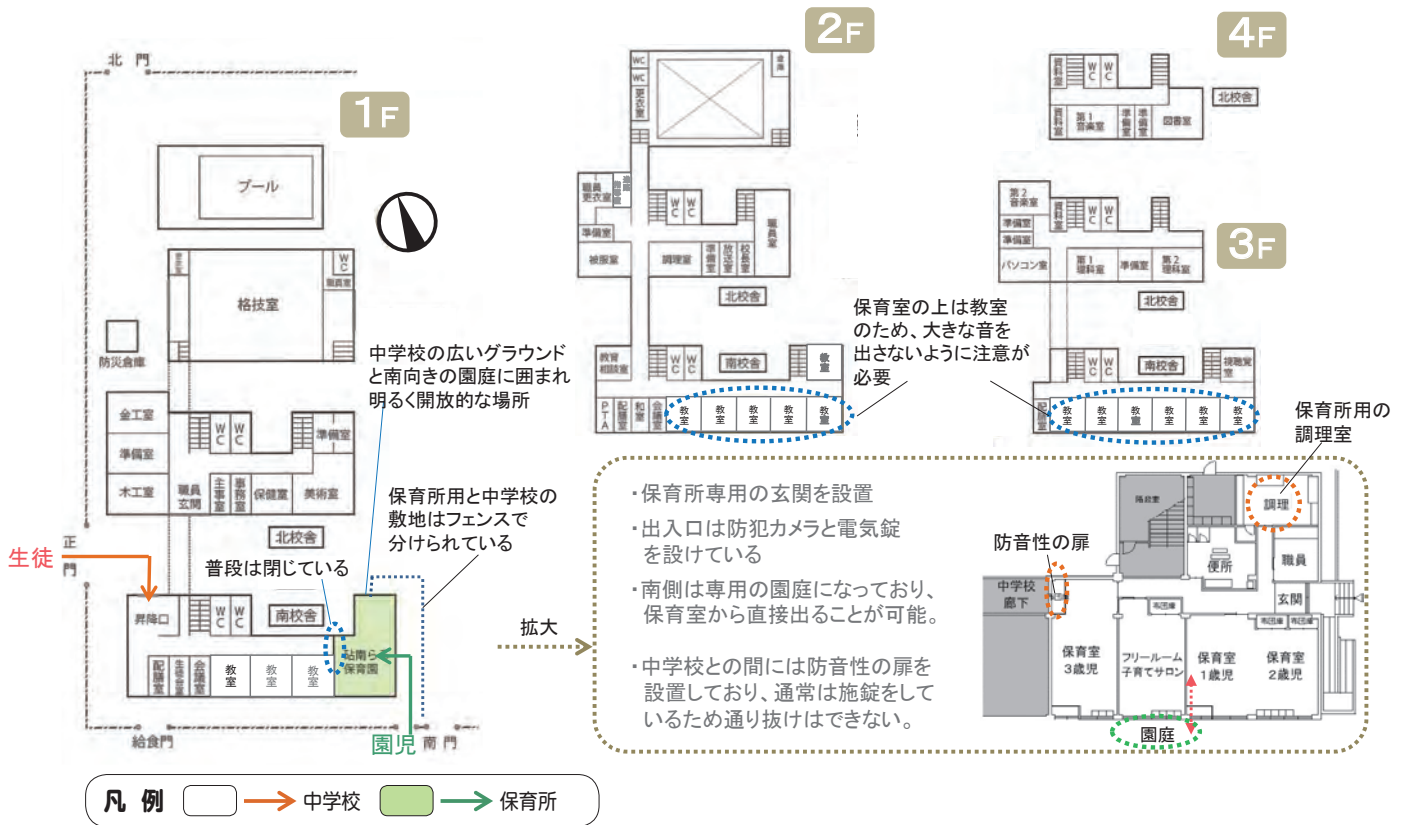 北 門
1F
プール
格技室
WC
防災倉庫
中学校の広いグラウンド
と南向きの園庭に囲まれ
明るく開放的な場所
金工室
準備室
木工室
WC
WC
準備室
職員
玄関
主事室
事務室
保健室
美術室
北校舎
保育所用と中学校の
敷地はフェンスで
分けられている
普段は閉じている
正
門
生徒
昇降口
WC
WC
南校舎
配膳室
会議室
教室
教室
教室
保育園
給食門
園児
南 門
2F
WC
WC
更衣室
倉庫
職員
更衣室
準備室
被服室
WC
WC
調理室
準備室
放送室
校長室
職員室
北校舎
教育
相談室
WC
WC
南校舎
教室
PTA
配膳室
和室
会議室
教室
教室
教室
教室
教室
保育室の上は教室
のため、大きな音を
出さないように注意が
必要
4F
資料室
WC
WC
北校舎
資料室
第1
音楽室
準備室
準備室
図書室
3F
第2
音楽室
資料室
WC
WC
準備室
準備室
パソコン室
第1
理科室
準備室
第2
理科室
北校舎
WC
WC
南校舎
視聴覚
室
配膳室
教室
教室
教室
教室
教室
教室
保育所用の
調理室
拡大
・保育所専用の玄関を設置
・出入口は防犯カメラと電気錠
を設けている
・南側は専用の園庭になっており、
保育室から直接出ることが可能。
・中学校との間には防音性の扉を
設置しており、通常は施錠をして
いるため通り抜けはできない。
防音性の扉
調理
便所
職員
中学校
廊下
玄関
布団庫
布団庫
布団庫
保育室
3歳児
フリールーム
子育てサロン
保育室
1歳児
保育室
2歳児
園庭
凡 例
中学校
保育所